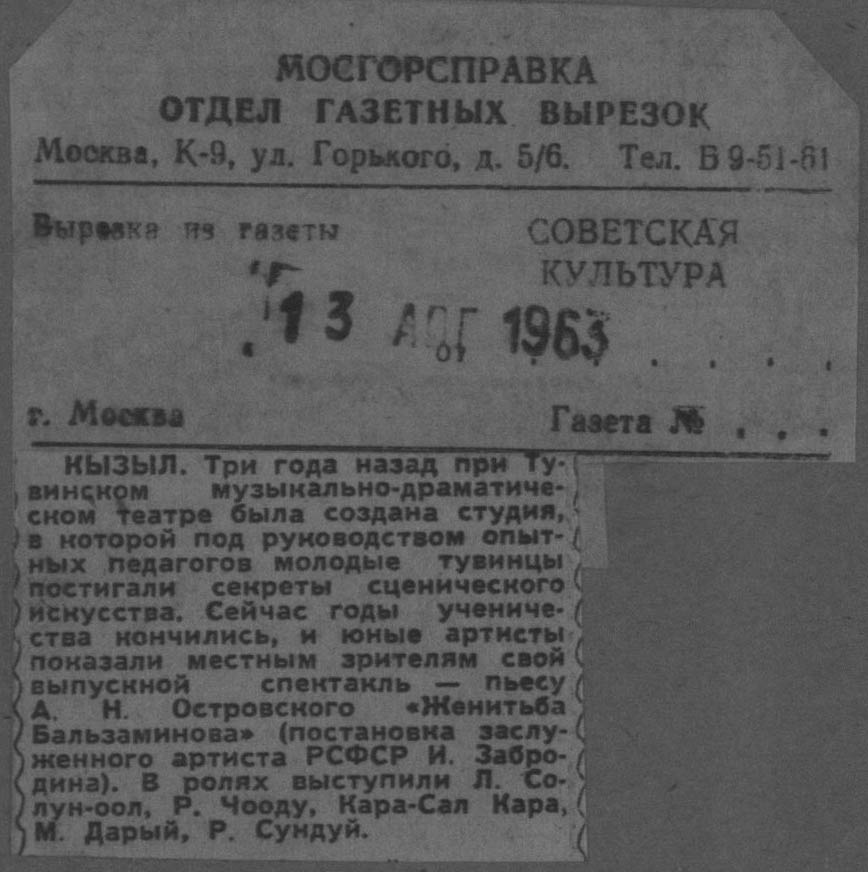 МОСГОРСПРАВКА
ОТДЕЛ ГАЗЕТНЫХ ВЫРЕЗОК
Москва, К-9, ул. Горького, д. 5/6. Тел. Б 9-51-61
Вырезка из газеты
СОВЕТСКАЯ
КУЛЬТУРА
13 АВГ 1963 . . . .
г. Москва
Газета № . . .
КЫЗЫЛ. Три года назад при Ту-
винском музыкально-драматиче-
ском театре была создана студия,
в которой под руководством опыт-
ных педагогов молодые тувинцы
постигали секреты сценического
искусства. Сейчас годы учениче-
ства кончились, и юные артисты
показали местным зрителям свой
выпускной спектакль — пьесу
А. Н. Островского «Женитьба
Бальзаминова» (постановка заслу-
женного артиста РСФСР И. Забро-
дина). В ролях выступили Л. Со-
лун-оол, Р. Чооду, Кара-Сал Кара,
М. Дарый, Р. Сундуй.